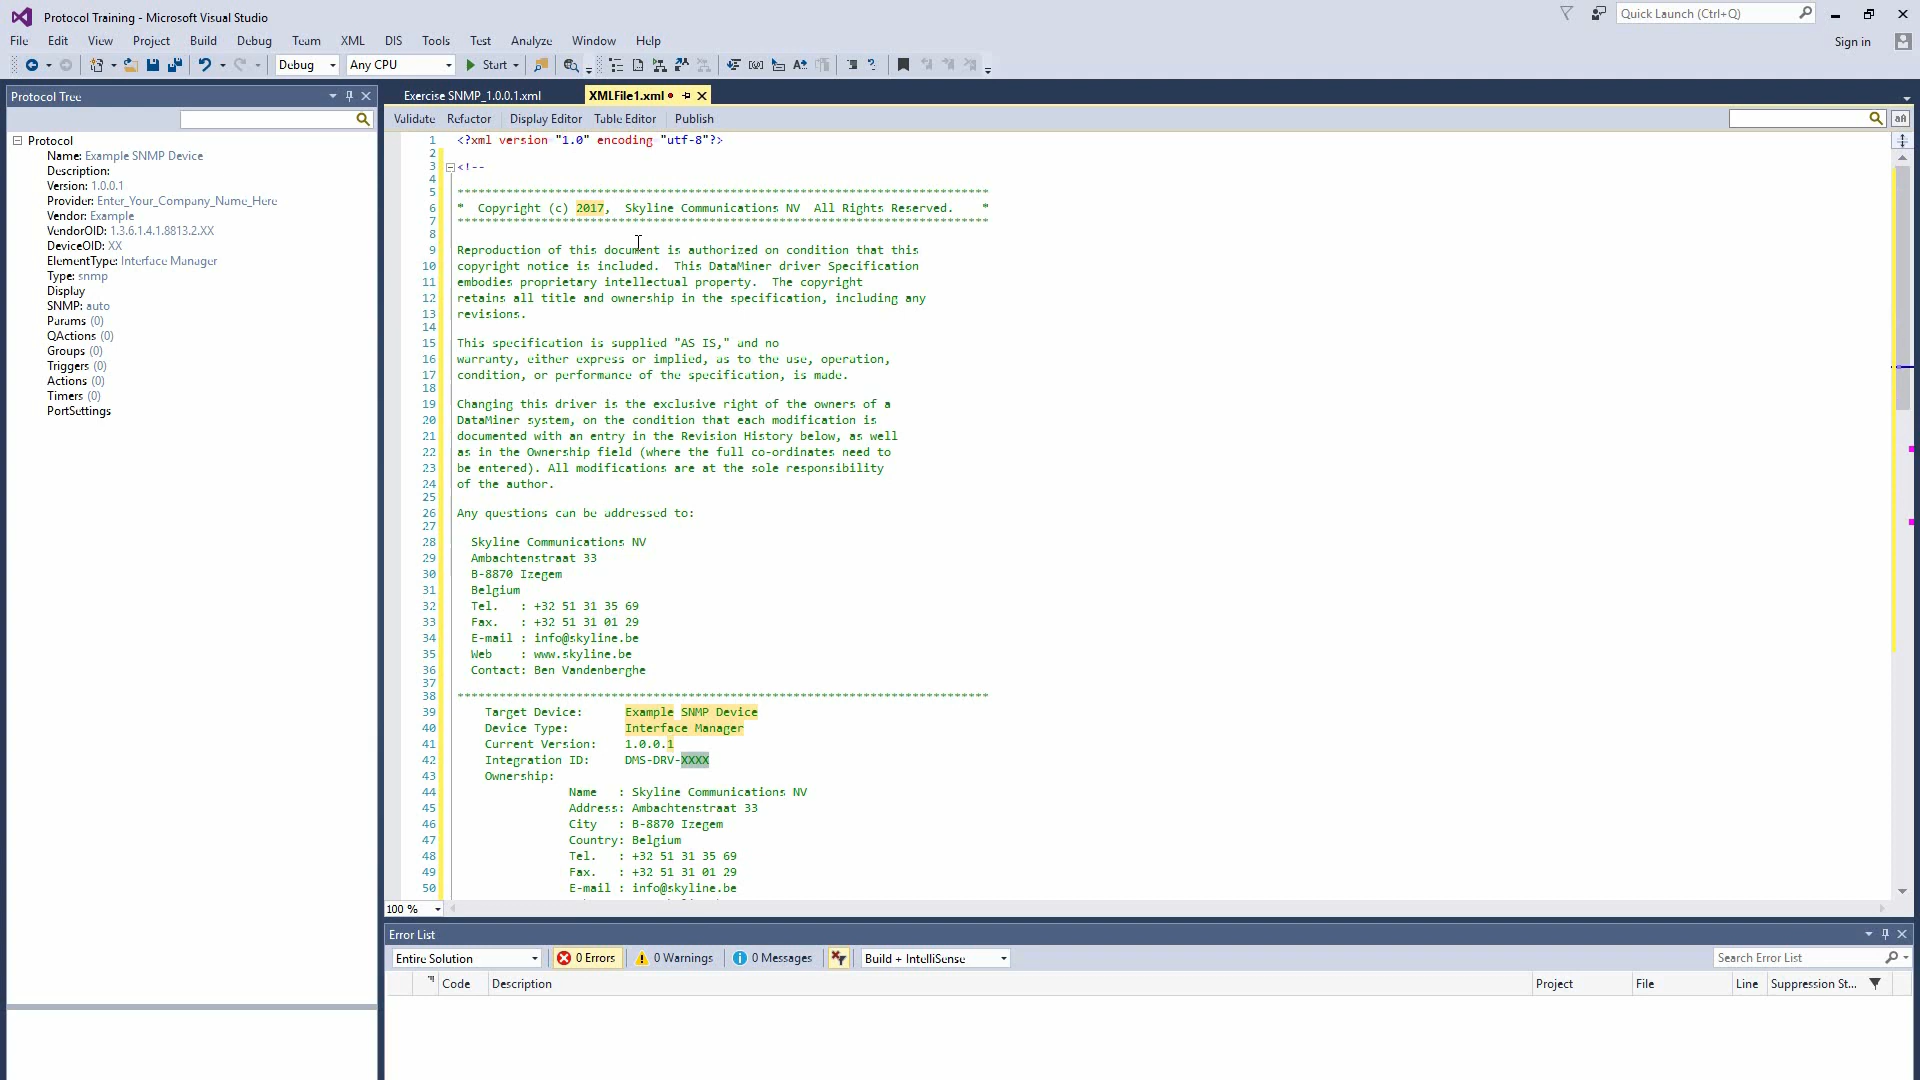 Protocol Training - Microsoft Visual Studio
Quick Launch (Ctrl+Q)
File Edit View Project Build Debug Team XML DIS Tools Test Analyze Window Help
Sign in
Debug Any CPU Start
Protocol Tree
Protocol
Name: Example SNMP Device
Description:
Version: 1.0.0.1
Provider: Enter_Your_Company_Name_Here
Vendor: Example
VendorOID: 1.3.6.1.4.1.8813.2.XX
DeviceOID: XX
ElementType: Interface Manager
Type: snmp
Display
SNMP: auto
Params (0)
QActions (0)
Groups (0)
Triggers (0)
Actions (0)
Timers (0)
PortSettings
Exercise SNMP_1.0.0.1.xml XMLFile1.xml
Validate Refactor Display Editor Table Editor Publish
1 <?xml version "1.0" encoding "utf-8"?>
2
3 <!--
4
5 ****************************************************************************
6 * Copyright (c) 2017, Skyline Communications NV All Rights Reserved. *
7 ****************************************************************************
8
9 Reproduction of this document is authorized on condition that this
10 copyright notice is included. This DataMiner driver Specification
11 embodies proprietary intellectual property. The copyright
12 retains all title and ownership in the specification, including any
13 revisions.
14
15 This specification is supplied "AS IS," and no
16 warranty, either express or implied, as to the use, operation,
17 condition, or performance of the specification, is made.
18
19 Changing this driver is the exclusive right of the owners of a
20 DataMiner system, on the condition that each modification is
21 documented with an entry in the Revision History below, as well
22 as in the Ownership field (where the full co-ordinates need to
23 be entered). All modifications are at the sole responsibility
24 of the author.
25
26 Any questions can be addressed to:
27
28 Skyline Communications NV
29 Ambachtenstraat 33
30 B-8870 Izegem
31 Belgium
32 Tel. : +32 51 31 35 69
33 Fax. : +32 51 31 01 29
34 E-mail : info@skyline.be
35 Web : www.skyline.be
36 Contact: Ben Vandenberghe
37
38 ****************************************************************************
39 Target Device: Example SNMP Device
40 Device Type: Interface Manager
41 Current Version: 1.0.0.1
42 Integration ID: DMS-DRV-XXXX
43 Ownership:
44 Name : Skyline Communications NV
45 Address: Ambachtenstraat 33
46 City : B-8870 Izegem
47 Country: Belgium
48 Tel. : +32 51 31 35 69
49 Fax. : +32 51 31 01 29
50 E-mail : info@skyline.be
100 %
Error List
Entire Solution 0 Errors 0 Warnings 0 Messages Build + IntelliSense Search Error List
Code Description Project File Line Suppression St...